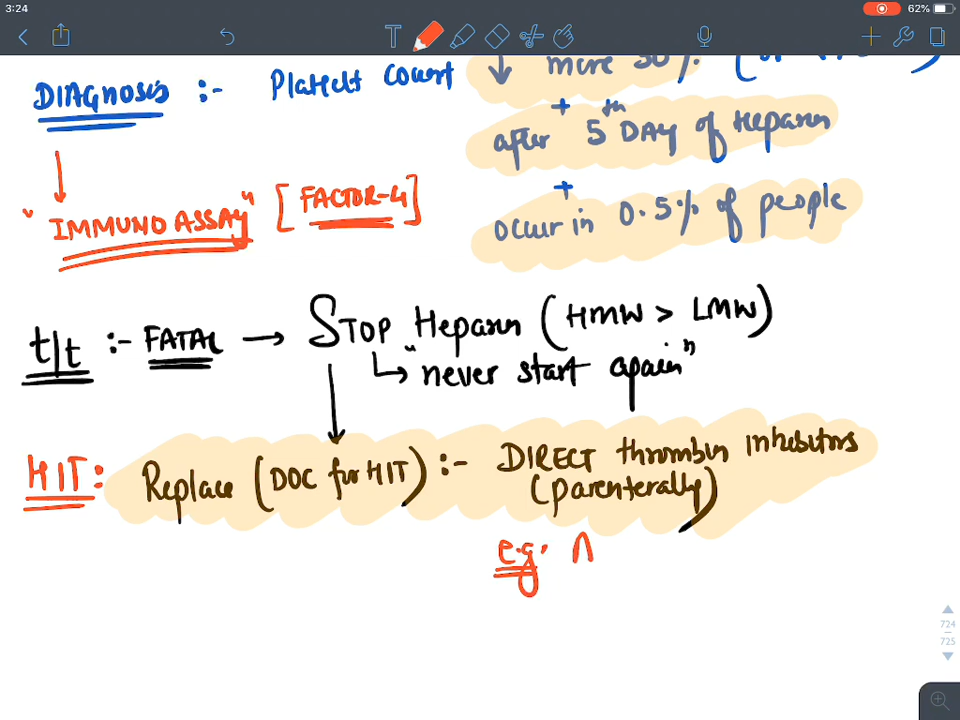 3:24
62%
T
DIAGNOSIS :- Platelet count ↓ more 30%
+
after 5th DAY of Heparin
+
occur in 0.5% of people
"IMMUNO ASSAY" [FACTOR-4]
t/t :- FATAL → STOP Heparin (HMW > LMW)
↳ "never start again"
HIT: Replace (DOC for HIT) :- DIRECT thrombin inhibitors
(parenterally)
e.g. A
724
725